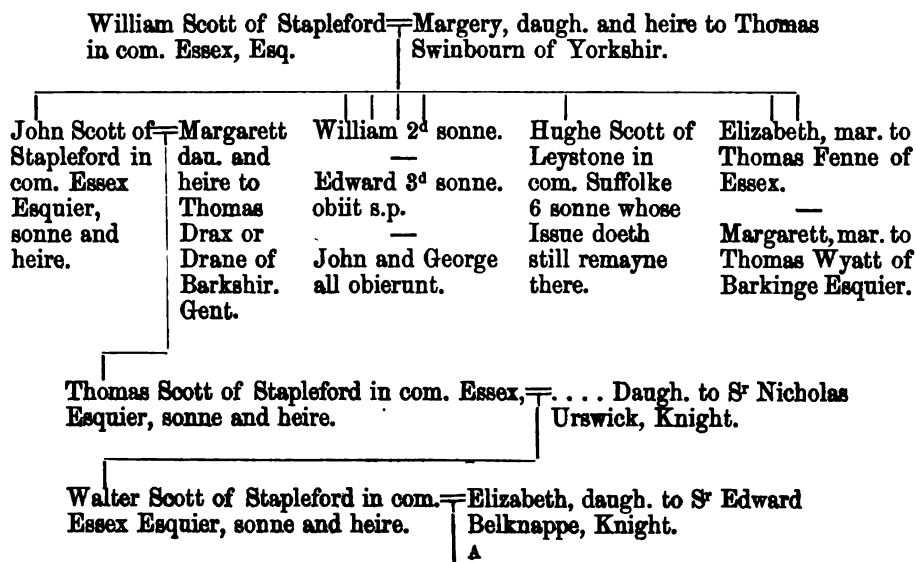 William Scott of Stapleford
in com. Essex, Esq.
Margery, daugh. and heire to Thomas
Swinbourn of Yorkshir.
John Scott of
Stapleford in
com. Essex
Esquier,
sonne and
heire.
Margarett
dau. and
heire to
Thomas
Drax or
Drane of
Barkshir.
Gent.
William 2d sonne.
—
Edward 3d sonne.
obiit s.p.
—
John and George
all obierunt.
Hughe Scott of
Leystone in
com. Suffolke
6 sonne whose
Issue doeth
still remayne
there.
Elizabeth, mar. to
Thomas Fenne of
Essex.
—
Margarett, mar. to
Thomas Wyatt of
Barkinge Esquier.
Thomas Scott of Stapleford in com. Essex,
Esquier, sonne and heire.
. . . . Daugh. to Sr Nicholas
Urswick, Knight.
Walter Scott of Stapleford in com.
Essex Esquier, sonne and heire.
Elizabeth, daugh. to Sr Edward
Belknappe, Knight.
A